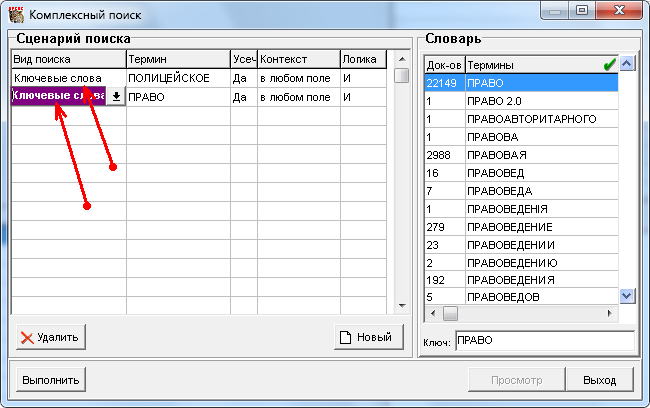 Комплексный поиск
Сценарий поиска
Вид поиска Термин Усеч Контекст Логика
Ключевые слова ПОЛИЦЕЙСКОЕ Да в любом поле И
Ключевые слова ПРАВО Да в любом поле И
Удалить Новый
Словарь
Док-ов Термины
22149 ПРАВО
1 ПРАВО 2.0
1 ПРАВОАВТОРИТАРНОГО
1 ПРАВОВА
2988 ПРАВОВАЯ
16 ПРАВОВЕД
7 ПРАВОВЕДА
1 ПРАВОВЕДЕНІЯ
279 ПРАВОВЕДЕНИЕ
23 ПРАВОВЕДЕНИИ
2 ПРАВОВЕДЕНИЮ
192 ПРАВОВЕДЕНИЯ
5 ПРАВОВЕДОВ
Ключ: ПРАВО
Выполнить Просмотр Выход